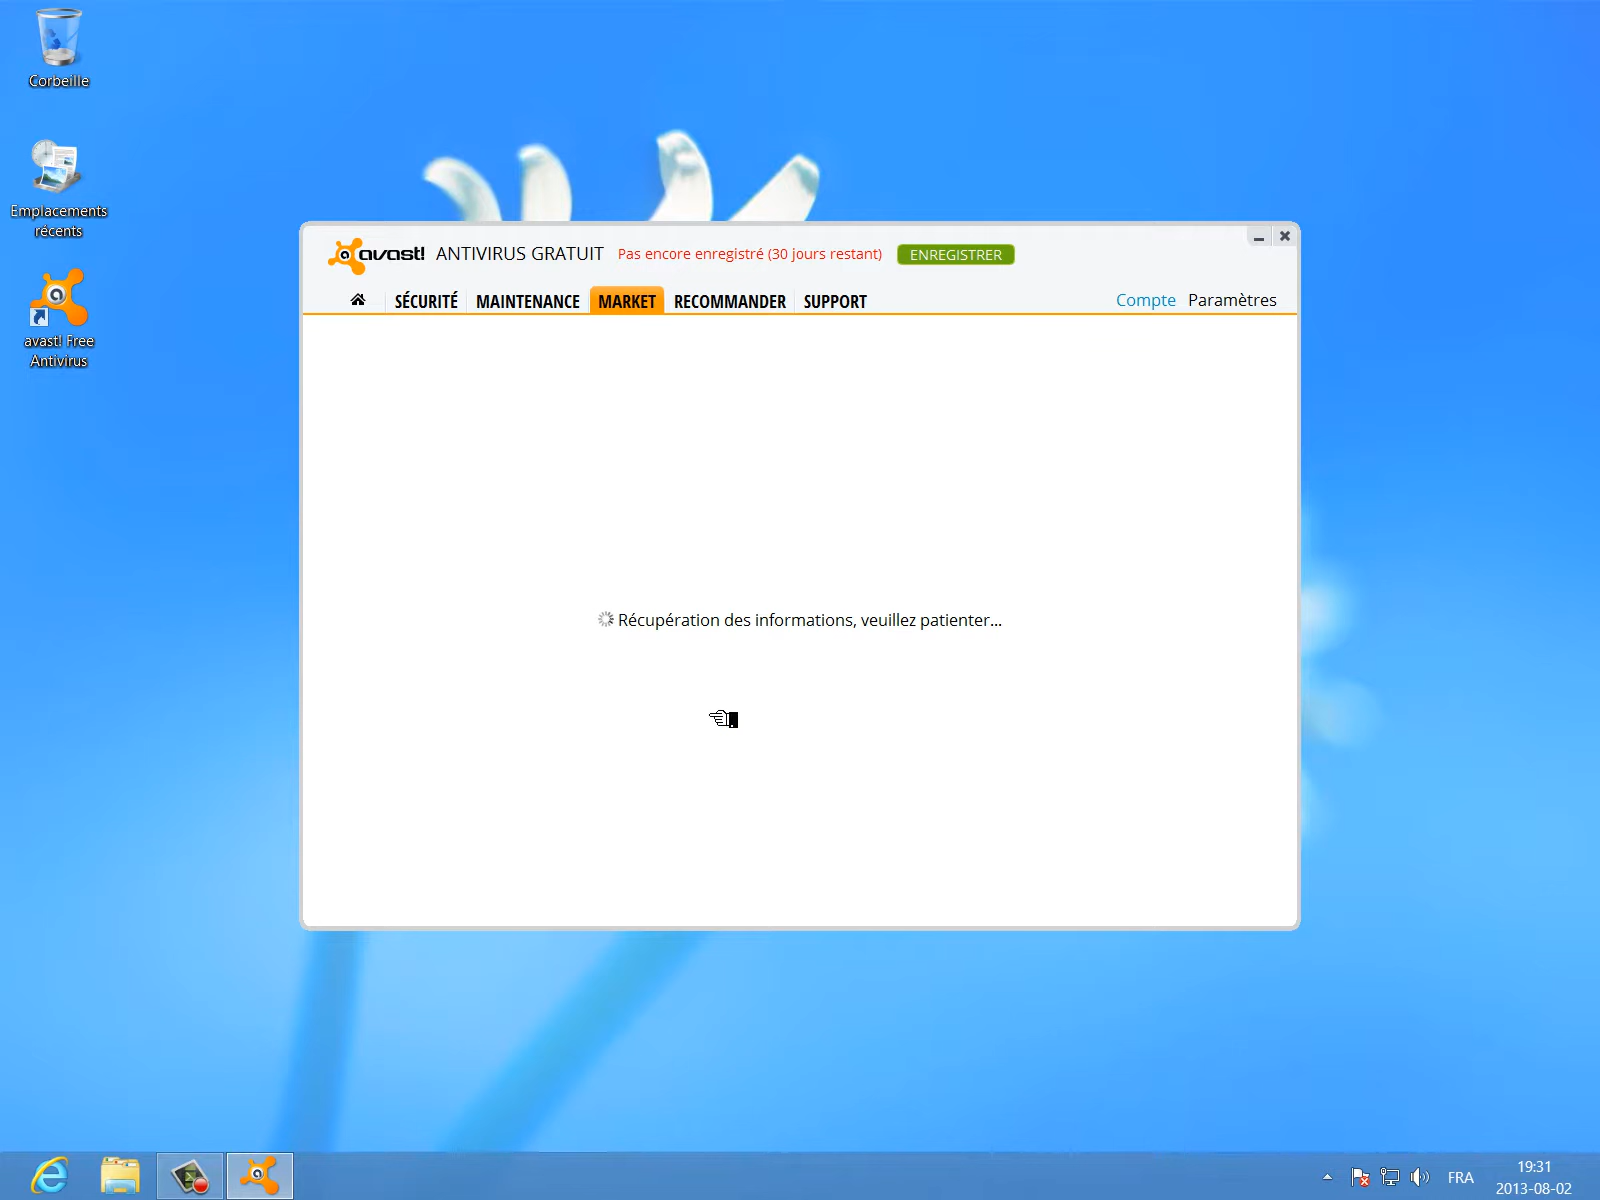 Corbeille
Emplacements
récents
avast! Free
Antivirus
avast! ANTIVIRUS GRATUIT Pas encore enregistré (30 jours restant) ENREGISTRER
SÉCURITÉ MAINTENANCE MARKET RECOMMANDER SUPPORT Compte Paramètres
Récupération des informations, veuillez patienter...
FRA
19:31
2013-08-02